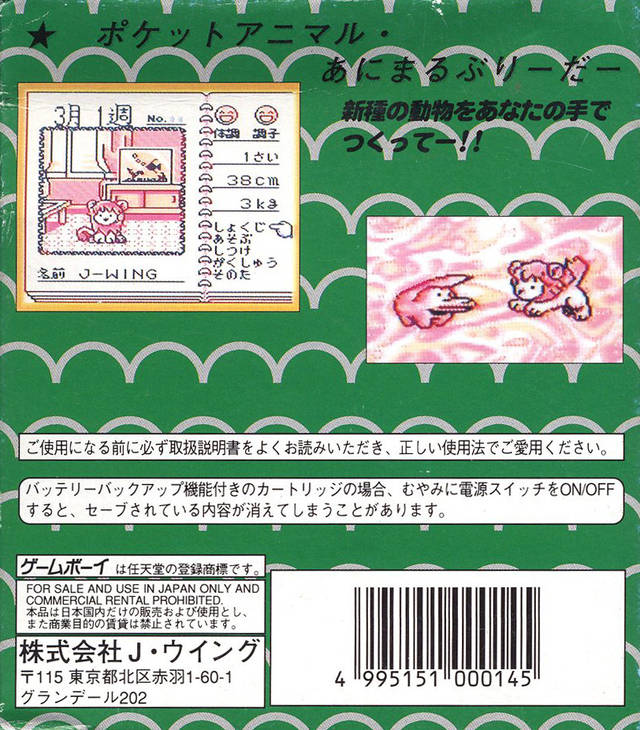 ★ ポケットアニマル・
あにまるぶりーだー
新種の動物をあなたの手で
つくってー!!
3月 1週 No.
体調 調子
1さい
38cm
3kg
しょくじ
あそぶ
しつけ
がくしゅう
そのた
名前 J-WING
ご使用になる前に必ず取扱説明書をよくお読みいただき、正しい使用法でご愛用ください。
バッテリーバックアップ機能付きのカートリッジの場合、むやみに電源スイッチをON/OFF
すると、セーブされている内容が消えてしまうことがあります。
ゲームボーイ は任天堂の登録商標です。
FOR SALE AND USE IN JAPAN ONLY AND
COMMERCIAL RENTAL PROHIBITED.
本品は日本国内だけの販売および使用とし、
また商業目的の賃貸は禁止されています。
株式会社J・ウイング
〒115 東京都北区赤羽1-60-1
グランデール202
4 995151 000145